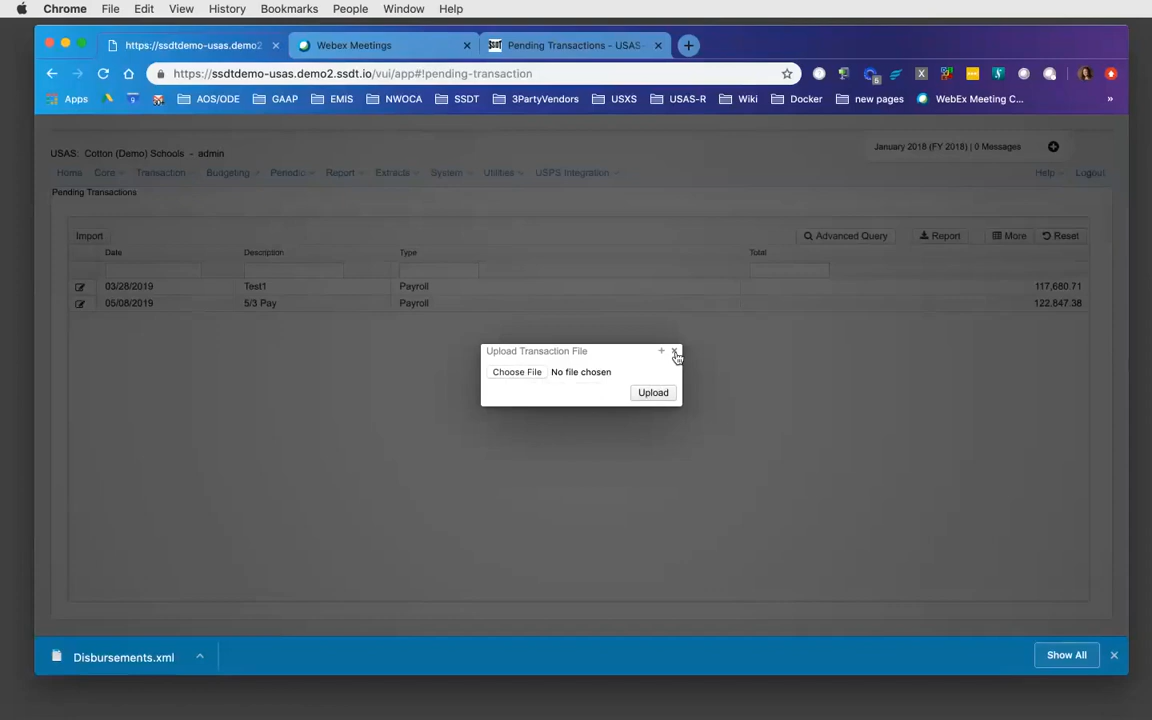 Chrome File Edit View History Bookmarks People Window Help
https://ssdtdemo-usas.demo2 Webex Meetings SSDT Pending Transactions - USAS
https://ssdtdemo-usas.demo2.ssdt.io/vui/app#!pending-transaction
Apps AOS/ODE GAAP EMIS NWOCA SSDT 3PartyVendors USXS USAS-R Wiki Docker new pages WebEx Meeting C... »
USAS: Cotton (Demo) Schools - admin January 2018 (FY 2018) | 0 Messages
Home Core Transaction Budgeting Periodic Report Extracts System Utilities USPS Integration Help Logout
Pending Transactions
Import Advanced Query Report More Reset
Date Description Type Total
03/28/2019 Test1 Payroll 117,680.71
05/08/2019 5/3 Pay Payroll 122,847.38
Upload Transaction File
Choose File No file chosen
Upload
Disbursements.xml Show All